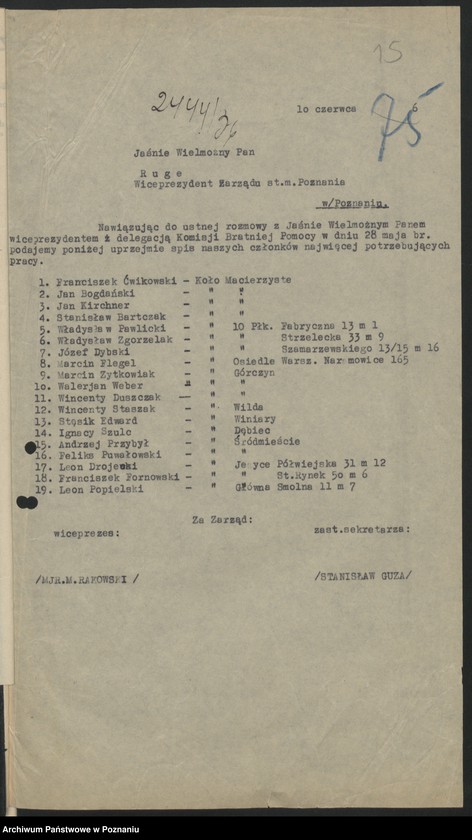 15
2444/36
10 czerwca 6
75
Jaśnie Wielmożny Pan
R u g e
Wiceprezydent Zarządu st.m.Poznania
w/Poznaniu.
Nawiązując do ustnej rozmowy z Jaśnie Wielmożnym Panem
wiceprezydentem ż delegacją Komisji Bratniej Pomocy w dniu 28 maja br.
podajemy poniżej uprzejmie spis naszych członków najwięcej potrzebujących
pracy.
1. Franciszek Ćwikowski - Koło Macierzyste
2. Jan Bogdański - " "
3. Jan Kirchner - " "
4. Stanisław Bartczak - " "
5. Władysław Pawlicki - " 10 Płk. Fabryczna 13 m 1
6. Władysław Zgorzelak - " " Strzelecka 33 m 9
7. Józef Dybski - " " Szamarzewskiego 13/15 m 16
8. Marcin Flegel - " Osiedle Warsz. Naramowice 165
9. Marcin Zytkowiak - " Górczyn
10. Walerjan Weber - " "
11. Wincenty Duszczak - " "
12. Wincenty Staszak - " Wilda
13. Stęsik Edward - " Winiary
14. Ignacy Szulc - " Dębiec
15. Andrzej Przybył - " Śródmieście
16. Feliks Puwałowski - " "
17. Leon Drojecki - " Jeżyce Półwiejska 31 m 12
18. Franciszek Fornowski - " " St.Rynek 50 m 6
19. Leon Popielski - " Główna Smolna 11 m 7
Za Zarząd:
wiceprezes: zast.sekretarza:
/MJR.M.RAKOWSKI / /STANISŁAW GUZA/
Archiwum Państwowe w Poznaniu